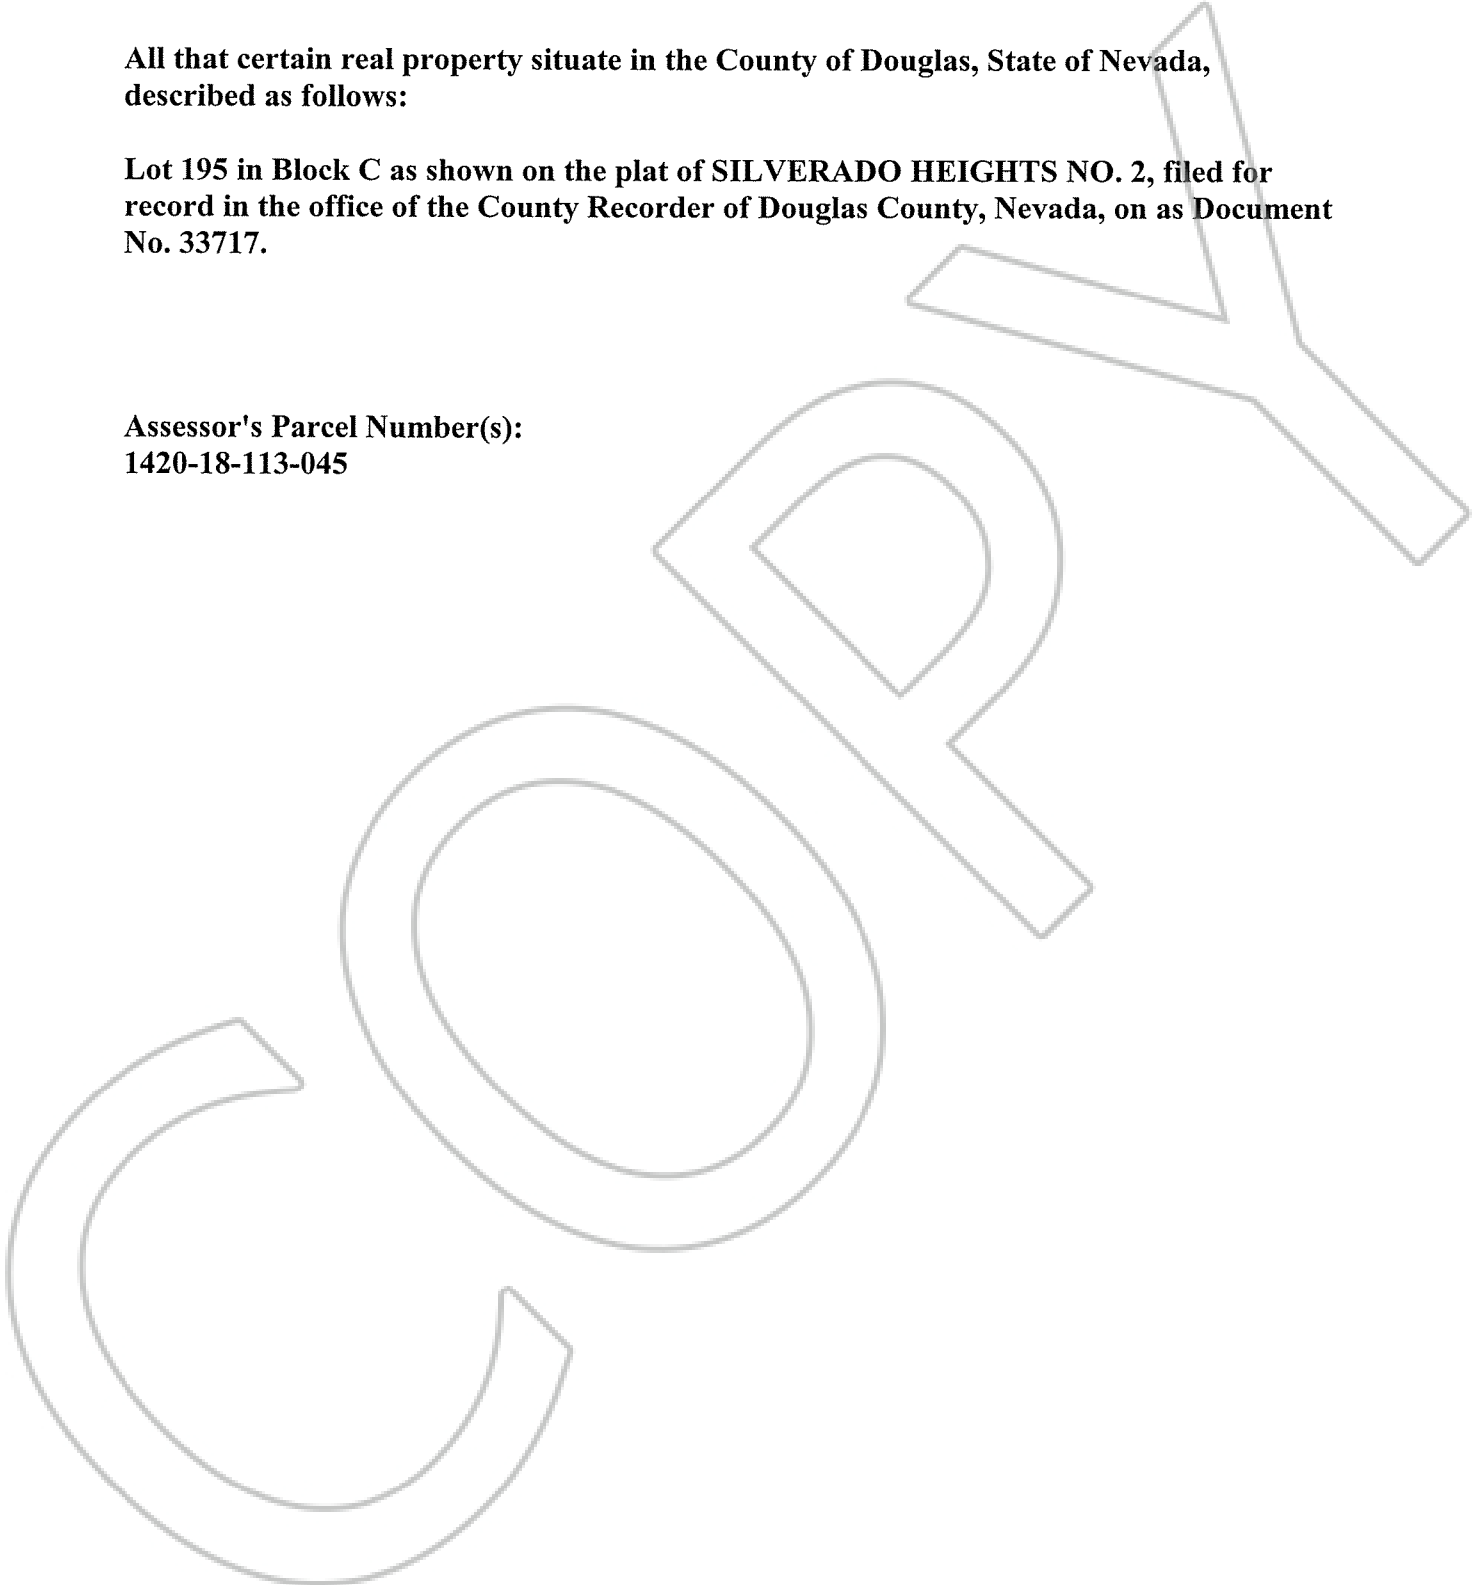 All that certain real property situate in the County of Douglas, State of Nevada,
described as follows:
Lot 195 in Block C as shown on the plat of SILVERADO HEIGHTS NO. 2, filed for
record in the office of the County Recorder of Douglas County, Nevada, on as Document
No. 33717.
Assessor's Parcel Number(s):
1420-18-113-045
COPY